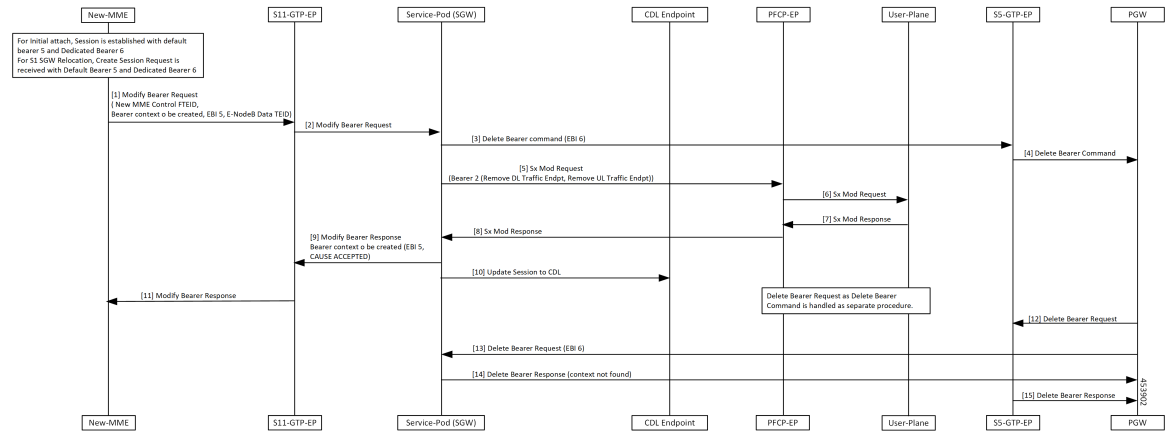 New-MME
S11-GTP-EP
Service-Pod (SGW)
CDL Endpoint
PFCP-EP
User-Plane
S5-GTP-EP
PGW
For Initial attach, Session is established with default
bearer 5 and Dedicated Bearer 6
For S1 SGW Relocation, Create Session Request is
received with Default Bearer 5 and Dedicated Bearer 6
[1] Modify Bearer Request
( New MME Control FTEID,
Bearer context o be created, EBI 5, E-NodeB Data TEID)
[2] Modify Bearer Request
[3] Delete Bearer command (EBI 6)
[4] Delete Bearer Command
[5] Sx Mod Request
(Bearer 2 (Remove DL Traffic Endpt, Remove UL Traffic Endpt))
[6] Sx Mod Request
[7] Sx Mod Response
[8] Sx Mod Response
[9] Modify Bearer Response
Bearer context o be created (EBI 5,
CAUSE ACCEPTED)
[10] Update Session to CDL
[11] Modify Bearer Response
Delete Bearer Request as Delete Bearer
Command is handled as separate procedure.
[12] Delete Bearer Request
[13] Delete Bearer Request (EBI 6)
[14] Delete Bearer Response (context not found)
[15] Delete Bearer Response
453902
New-MME
S11-GTP-EP
Service-Pod (SGW)
CDL Endpoint
PFCP-EP
User-Plane
S5-GTP-EP
PGW